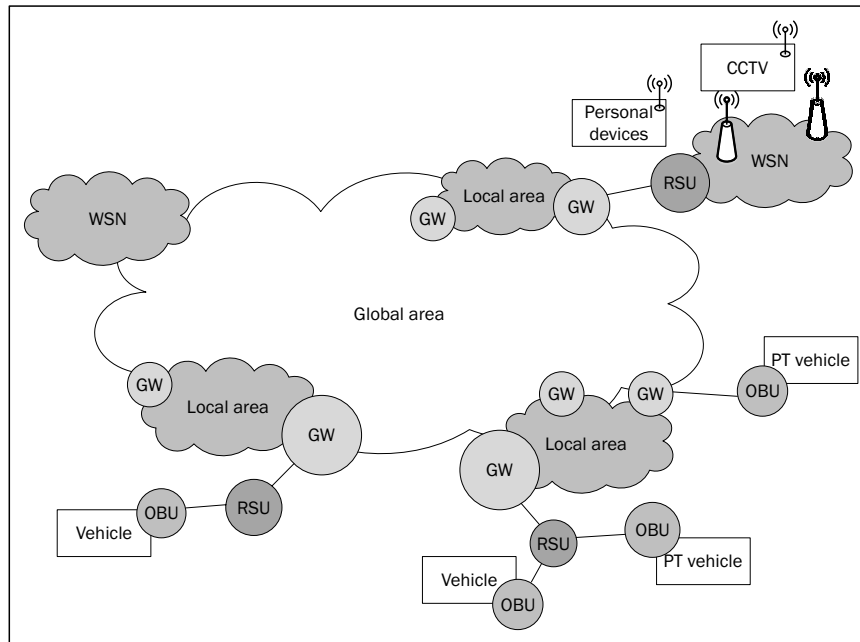 CCTV
Personal
devices
WSN
RSU
Local area
GW
GW
WSN
Global area
PT vehicle
OBU
GW
GW
GW
Local area
Local area
GW
GW
OBU
RSU
Vehicle
OBU
RSU
PT vehicle
Vehicle
OBU